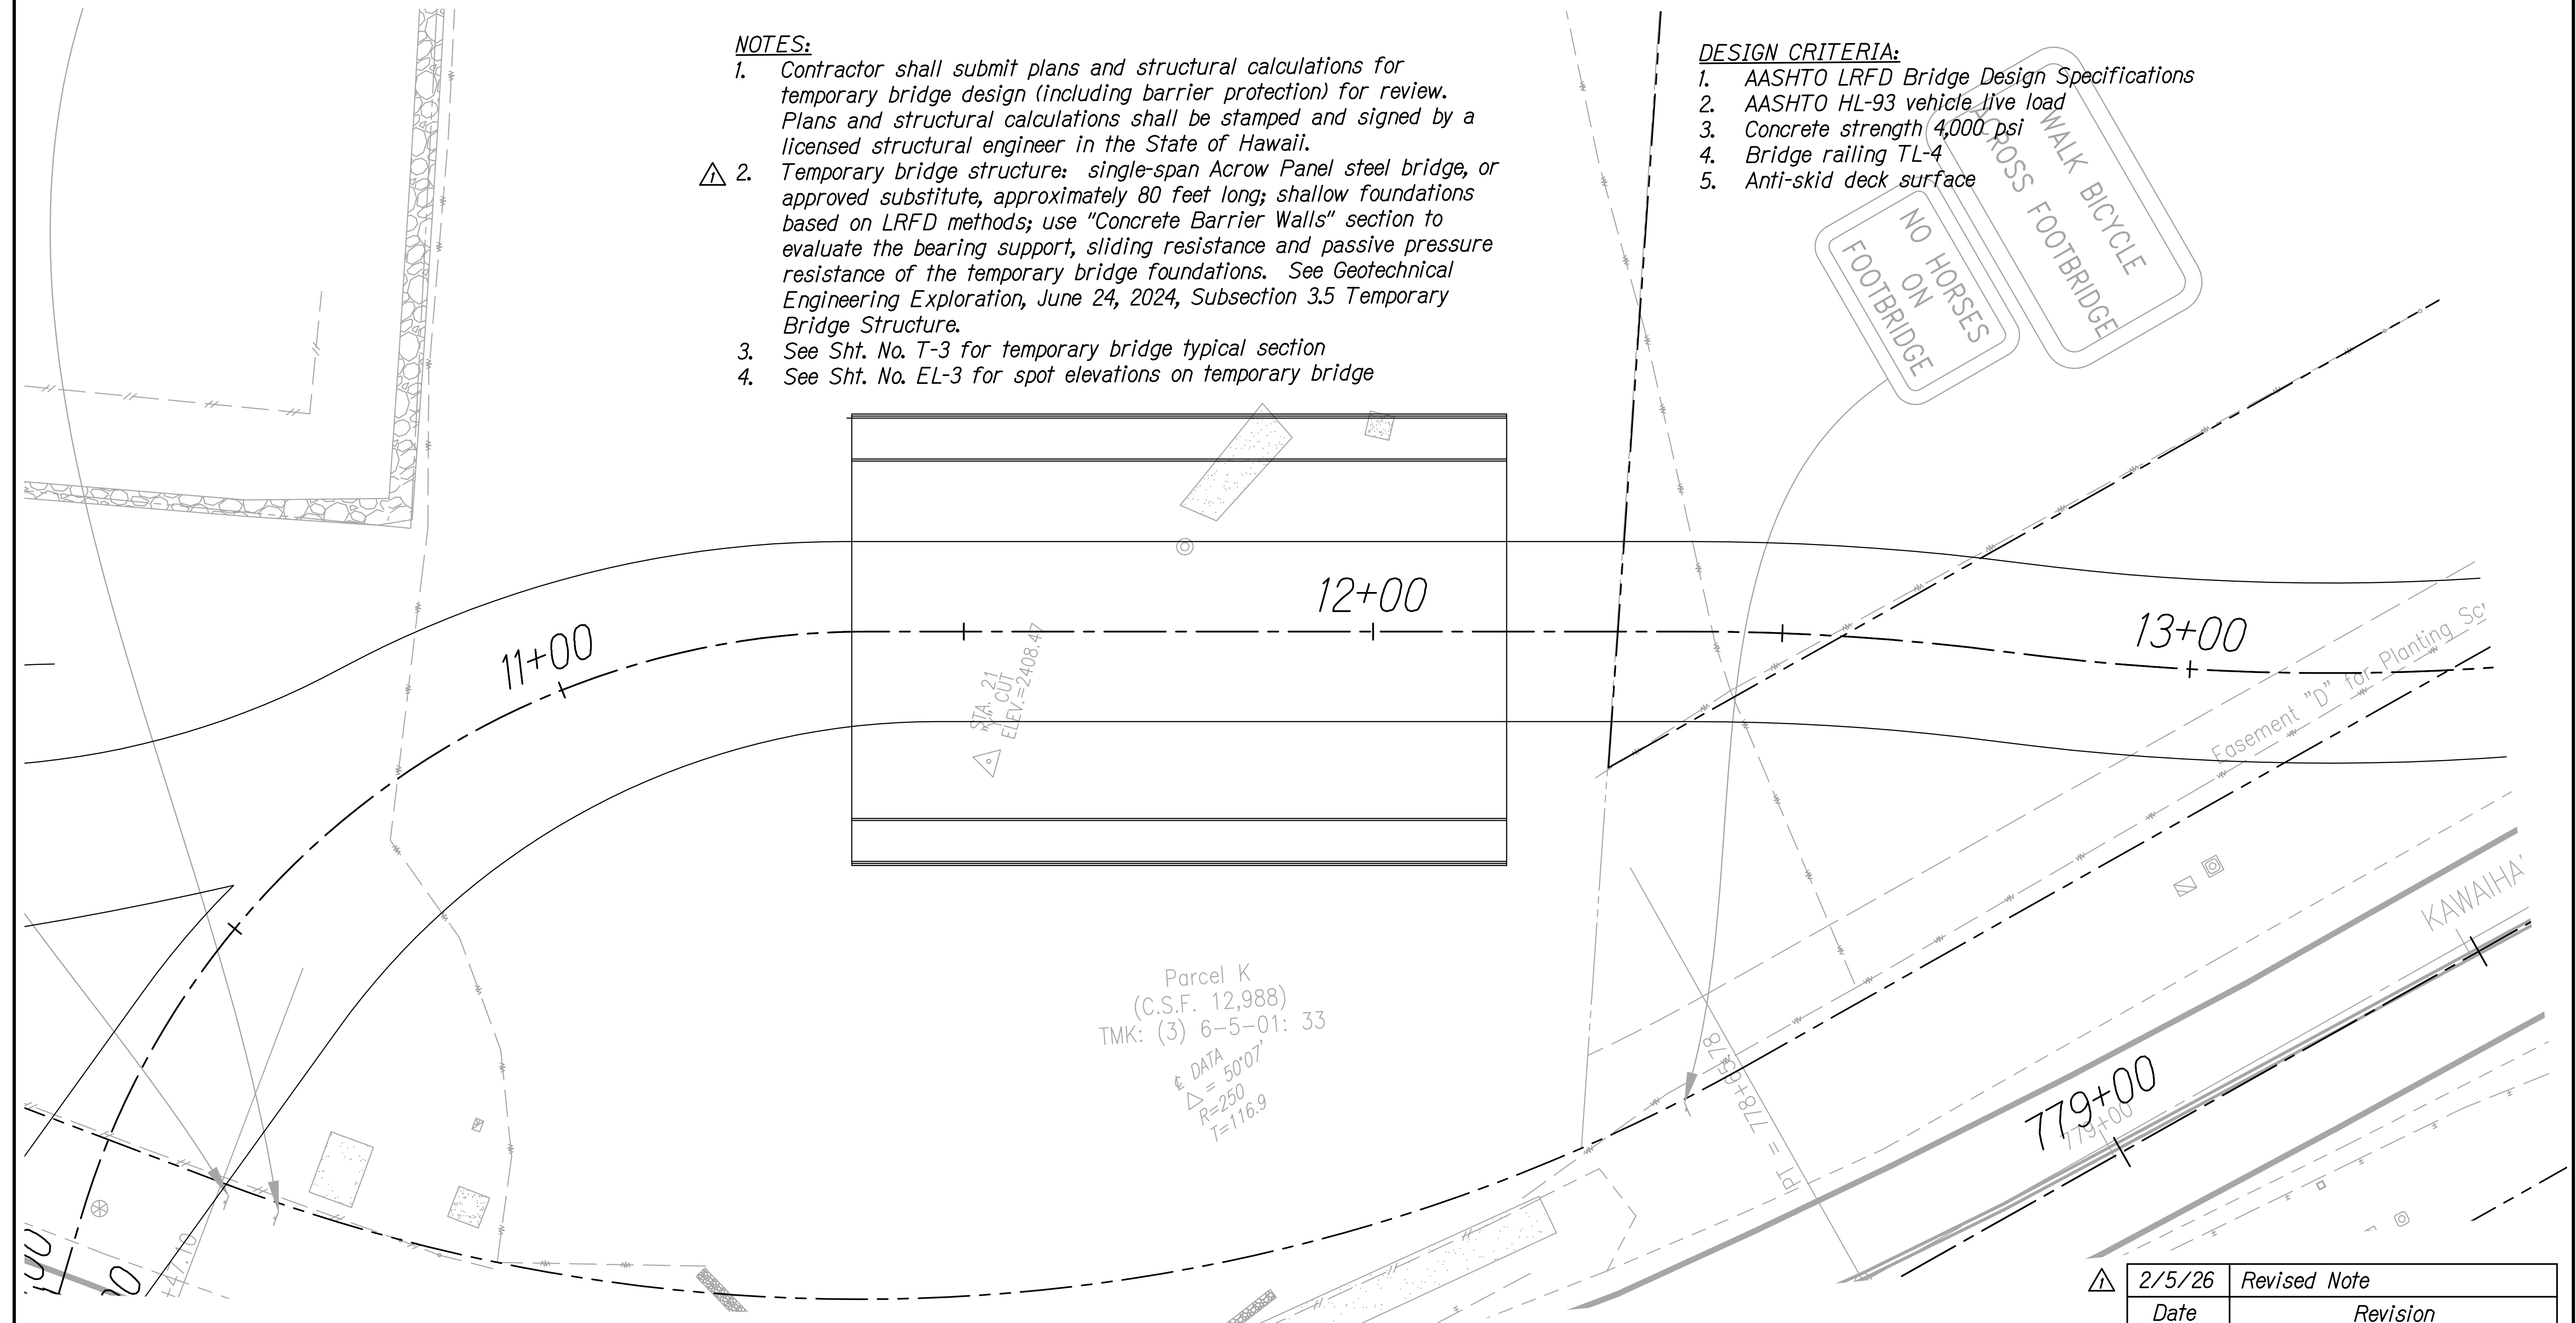 NOTES:
1. Contractor shall submit plans and structural calculations for
temporary bridge design (including barrier protection) for review.
Plans and structural calculations shall be stamped and signed by a
licensed structural engineer in the State of Hawaii.
1 2. Temporary bridge structure: single-span Acrow Panel steel bridge, or
approved substitute, approximately 80 feet long; shallow foundations
based on LRFD methods; use "Concrete Barrier Walls" section to
evaluate the bearing support, sliding resistance and passive pressure
resistance of the temporary bridge foundations. See Geotechnical
Engineering Exploration, June 24, 2024, Subsection 3.5 Temporary
Bridge Structure.
3. See Sht. No. T-3 for temporary bridge typical section
4. See Sht. No. EL-3 for spot elevations on temporary bridge
DESIGN CRITERIA:
1. AASHTO LRFD Bridge Design Specifications
2. AASHTO HL-93 vehicle live load
3. Concrete strength 4,000 psi
4. Bridge railing TL-4
5. Anti-skid deck surface
WALK BICYCLE
ACROSS FOOTBRIDGE
NO HORSES
ON
FOOTBRIDGE
11+00
12+00
13+00
STA. 21
CUT
ELEV.=2408.47
Easement "D" for Planting
Parcel K
(C.S.F. 12,988)
TMK: (3) 6-5-01: 33
℄ DATA
△ = 50°07'
R=250
T=116.9
PT = 778+65.78
KAWAIHA
779+00
779+00
1 2/5/26 Revised Note
Date Revision